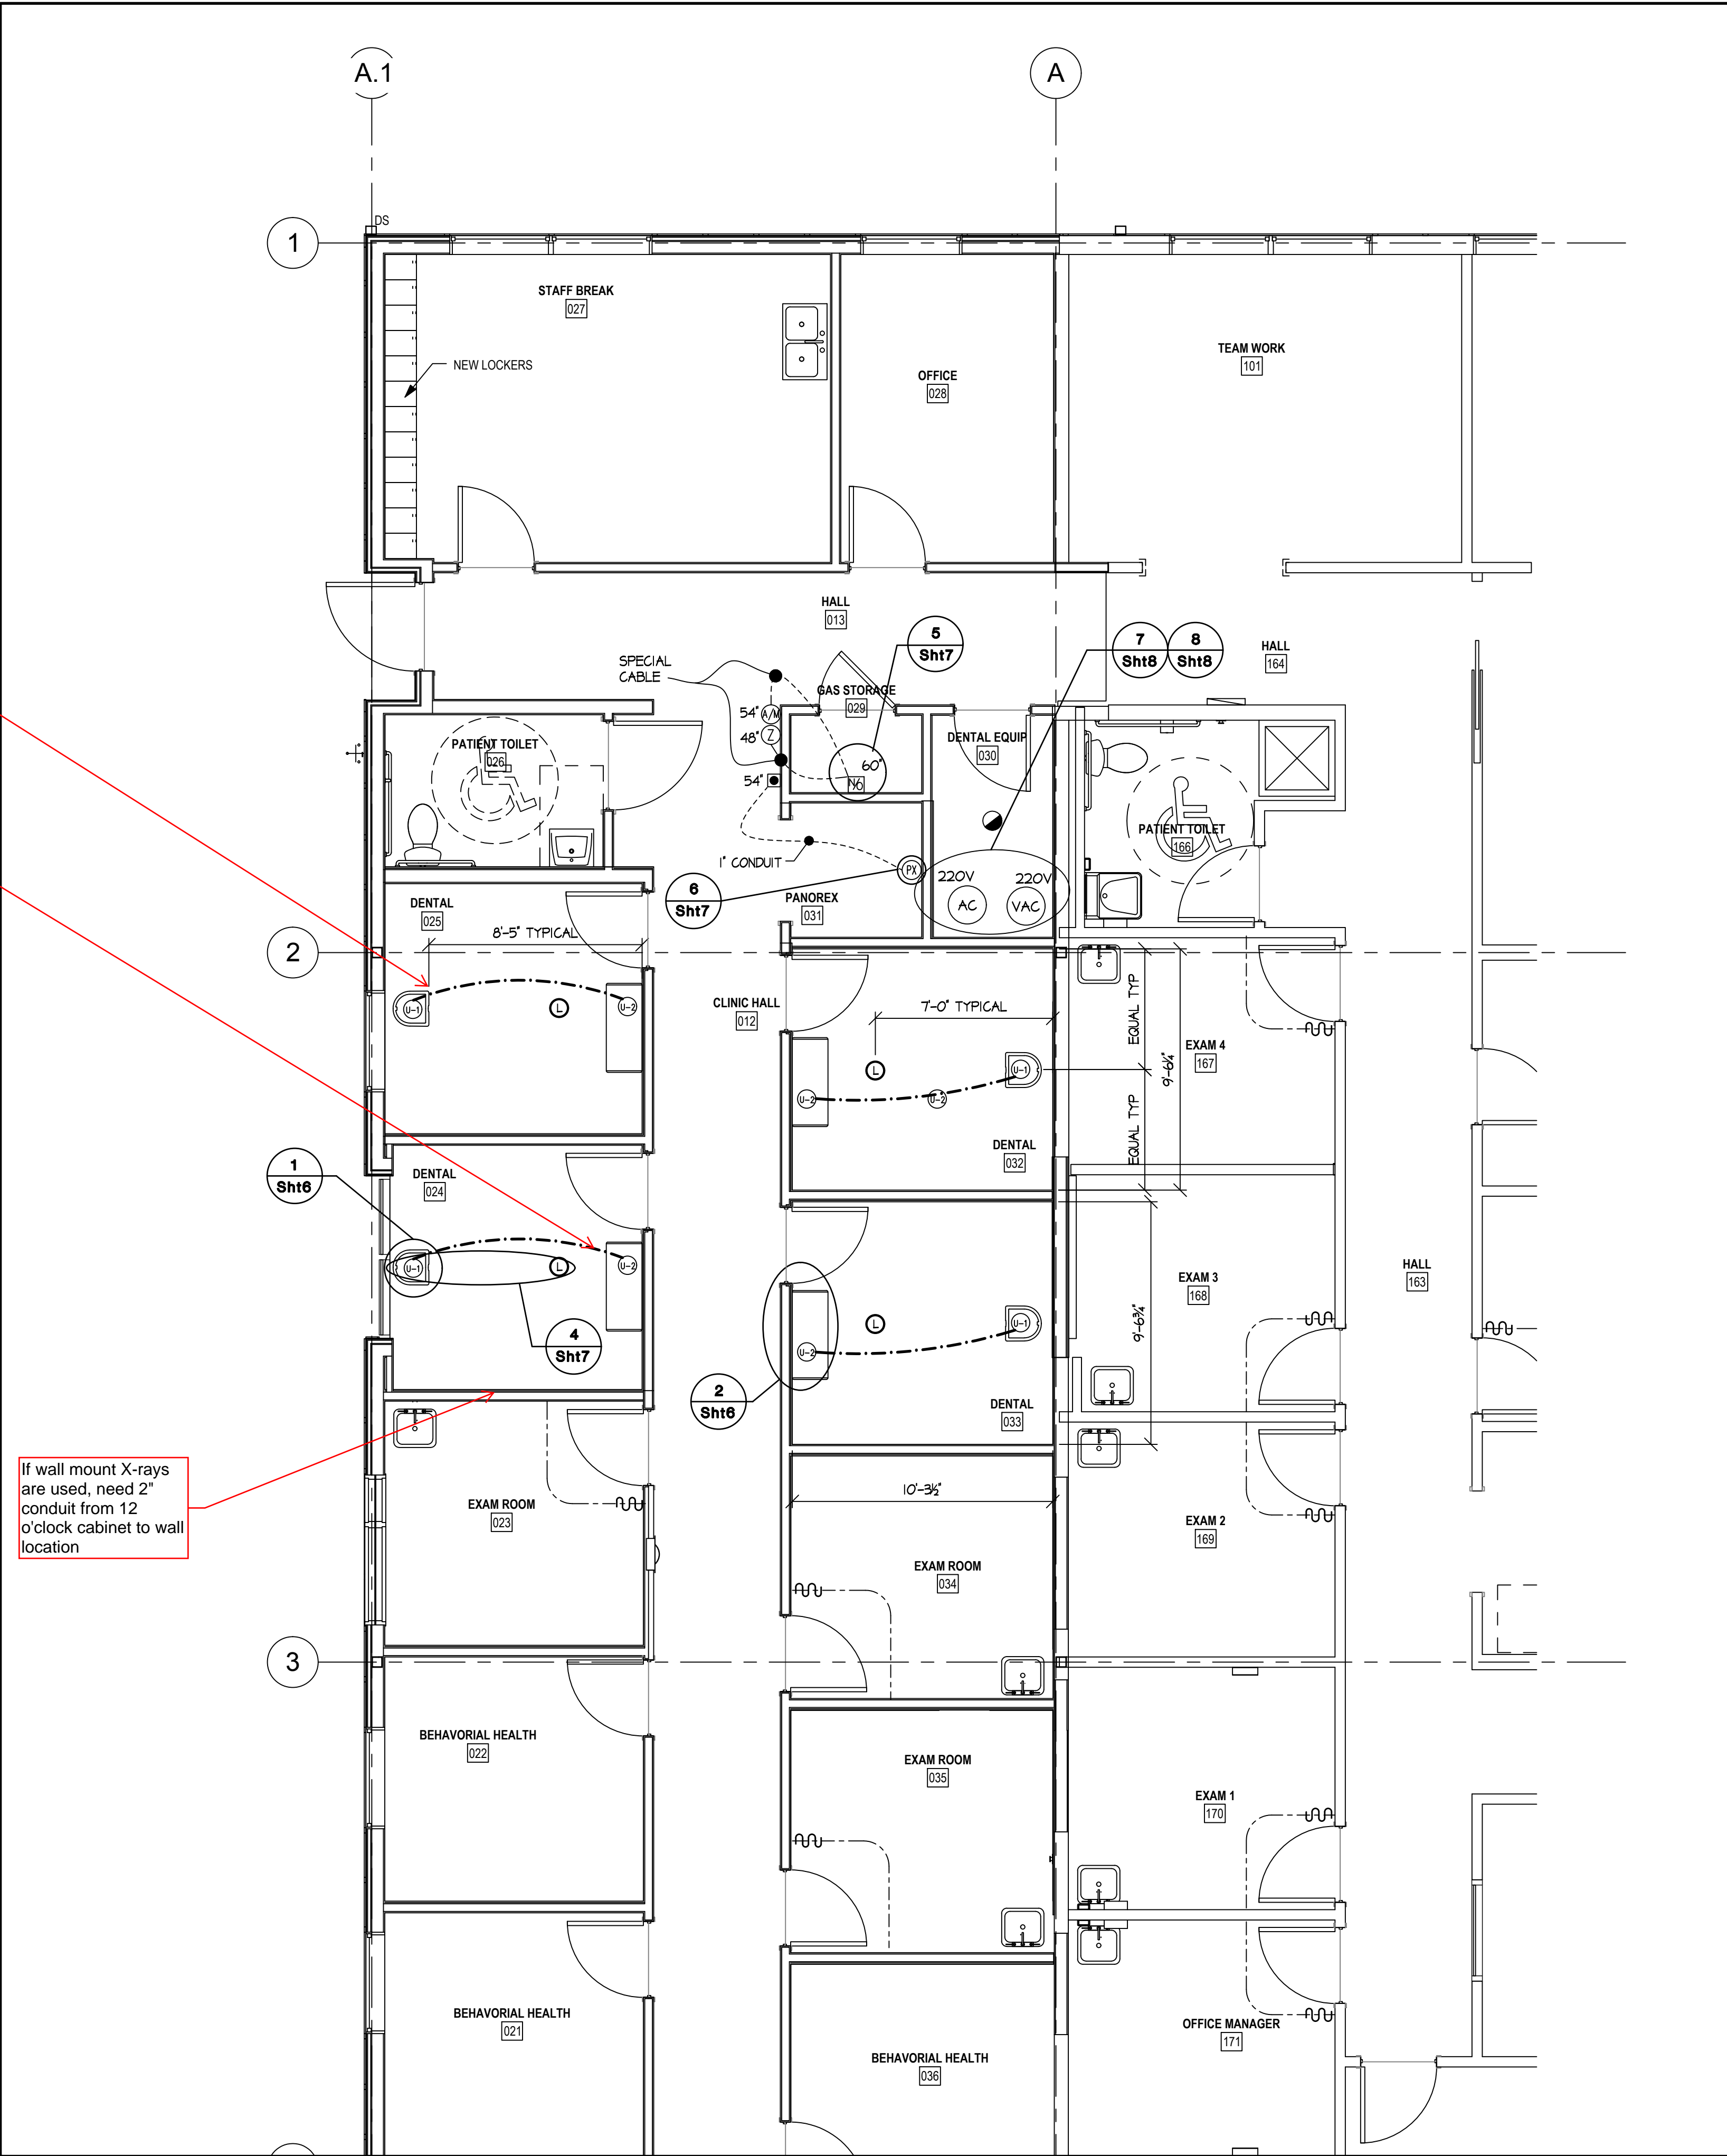 A.1
A
DS
1
STAFF BREAK
027
NEW LOCKERS
OFFICE
028
TEAM WORK
101
HALL
013
5
Sht7
7
Sht8
8
Sht8
HALL
164
SPECIAL
CABLE
GAS STORAGE
029
54" A/M
48" Z
54"
60"
DENTAL EQUIP
030
PATIENT TOILET
026
PATIENT TOILET
166
1" CONDUIT
PX
220V
AC
220V
VAC
6
Sht7
PANOREX
031
DENTAL
025
8'-5" TYPICAL
2
U-1
L
U-2
CLINIC HALL
012
7'-0" TYPICAL
EQUAL TYP
EQUAL TYP
9'-6¼"
L
U-1
U-2
U-2
EXAM 4
167
DENTAL
032
1
Sht6
DENTAL
024
U-1
L
U-2
4
Sht7
EXAM 3
168
HALL
163
9'-6¾"
L
U-1
U-2
2
Sht6
DENTAL
033
If wall mount X-rays
are used, need 2"
conduit from 12
o'clock cabinet to wall
location
10'-3½"
EXAM ROOM
023
EXAM 2
169
EXAM ROOM
034
3
BEHAVORIAL HEALTH
022
EXAM ROOM
035
EXAM 1
170
BEHAVORIAL HEALTH
021
OFFICE MANAGER
171
BEHAVORIAL HEALTH
036